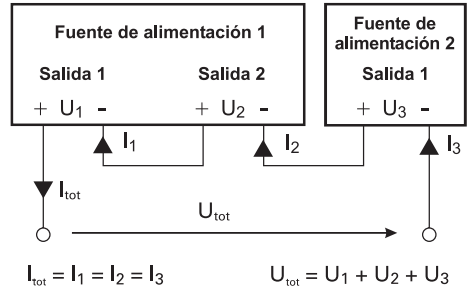 Fuente de alimentación 1
Fuente de
alimentación 2
Salida 1
Salida 2
Salida 1
+ U₁ -
+ U₂ -
+ U₃ -
I₁
I₂
I₃
Iₜₒₜ
Uₜₒₜ
Iₜₒₜ = I₁ = I₂ = I₃
Uₜₒₜ = U₁ + U₂ + U₃